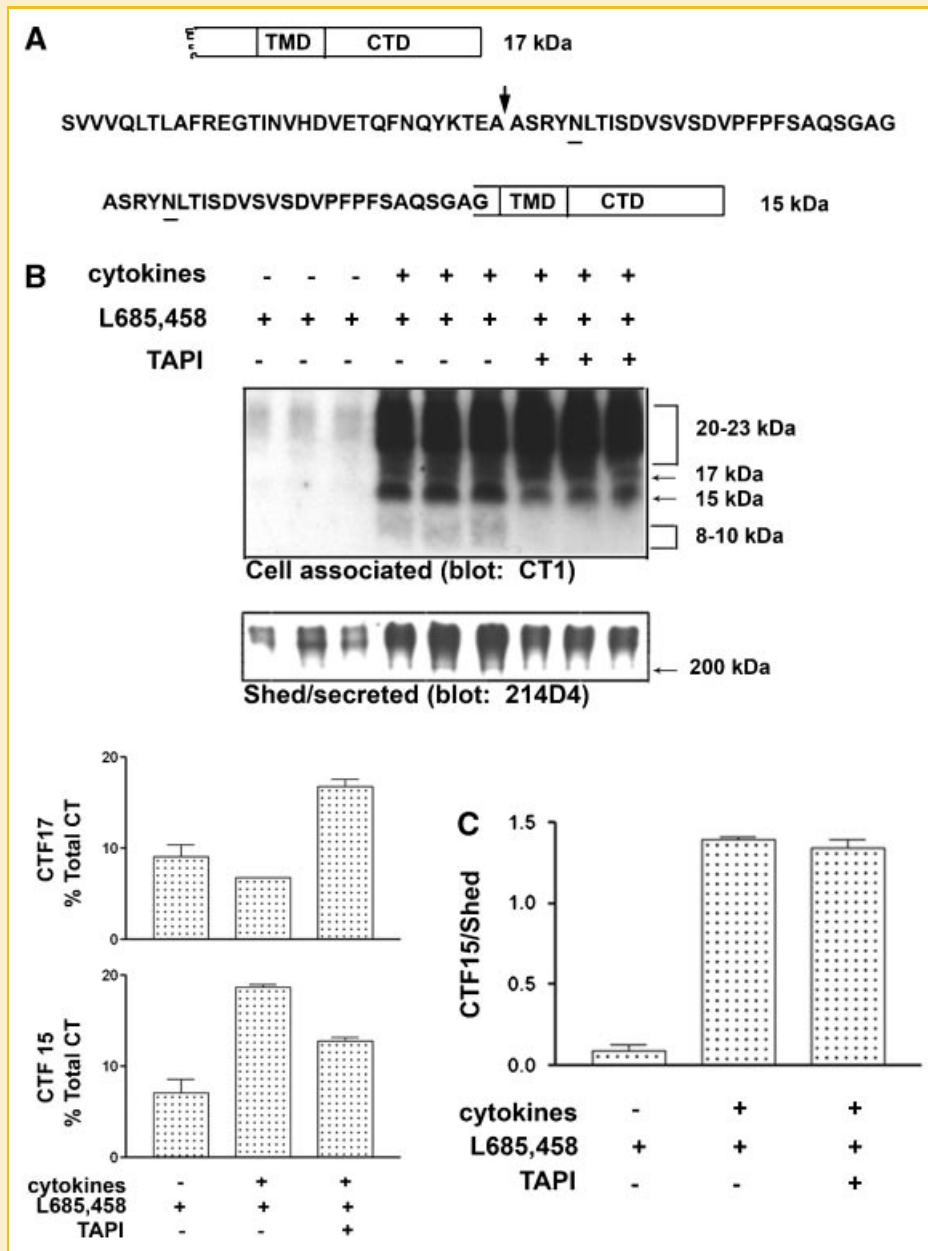 A
TMD CTD 17 kDa
SVVVQLTLAFREGTINVHDVETQFNQYKTEA ASRYNLTISDVSVSDVPFPFSAQSGAG
ASRYNLTISDVSVSDVPFPFSAQSGAG TMD CTD 15 kDa
B
cytokines - - - + + + + + +
L685,458 + + + + + + + + +
TAPI - - - - - - + + +
20-23 kDa
17 kDa
15 kDa
8-10 kDa
Cell associated (blot: CT1)
200 kDa
Shed/secreted (blot: 214D4)
CTF17
% Total CT
20
10
0
CTF 15
% Total CT
20
10
0
cytokines - + +
L685,458 + + +
TAPI - - +
C
CTF15/Shed
1.5
1.0
0.5
0.0
cytokines - + +
L685,458 + + +
TAPI - - +